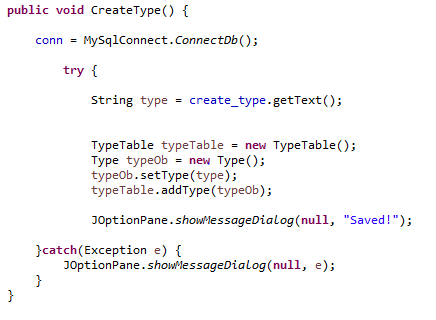 public void CreateType() {
conn = MySqlConnect.ConnectDb();
try {
String type = create_type.getText();
TypeTable typeTable = new TypeTable();
Type typeOb = new Type();
typeOb.setType(type);
typeTable.addType(typeOb);
JOptionPane.showMessageDialog(null, "Saved!");
}catch(Exception e) {
JOptionPane.showMessageDialog(null, e);
}
}